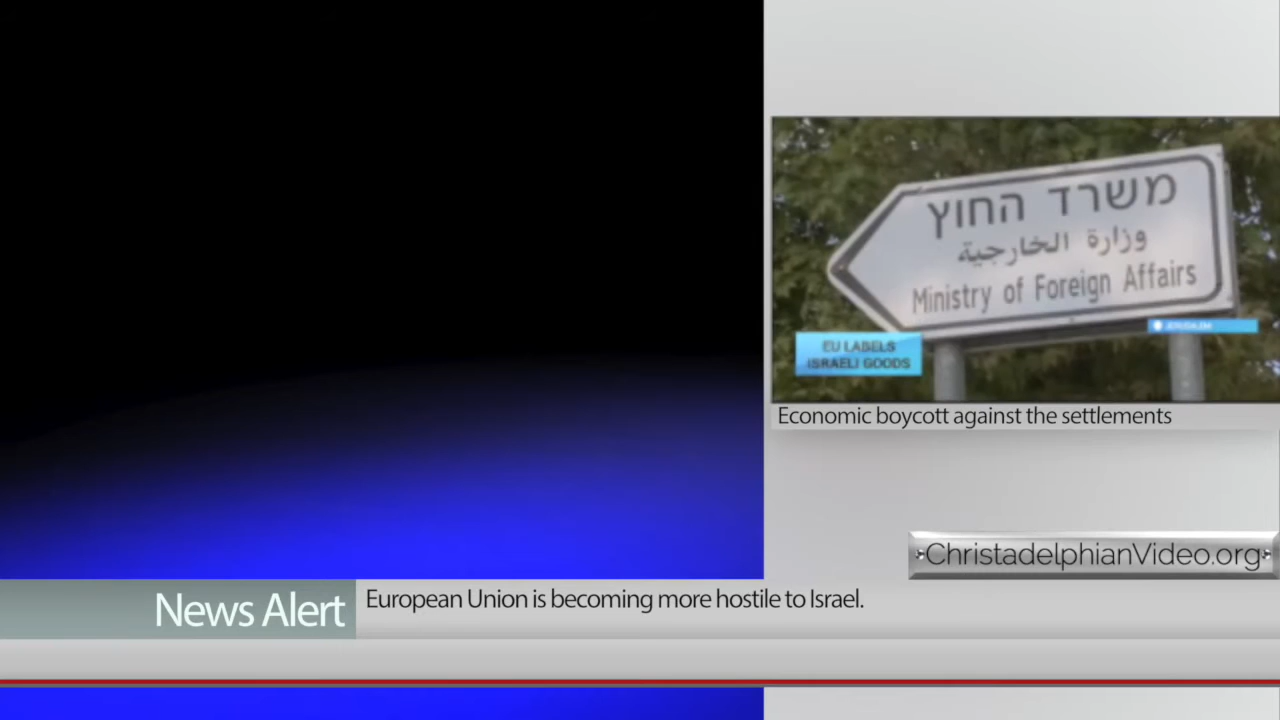 משרד החוץ
وزارة الخارجية
Ministry of Foreign Affairs
JERUSALEM
EU LABELS
ISRAELI GOODS
Economic boycott against the settlements
ChristadelphianVideo.org
News Alert
European Union is becoming more hostile to Israel.